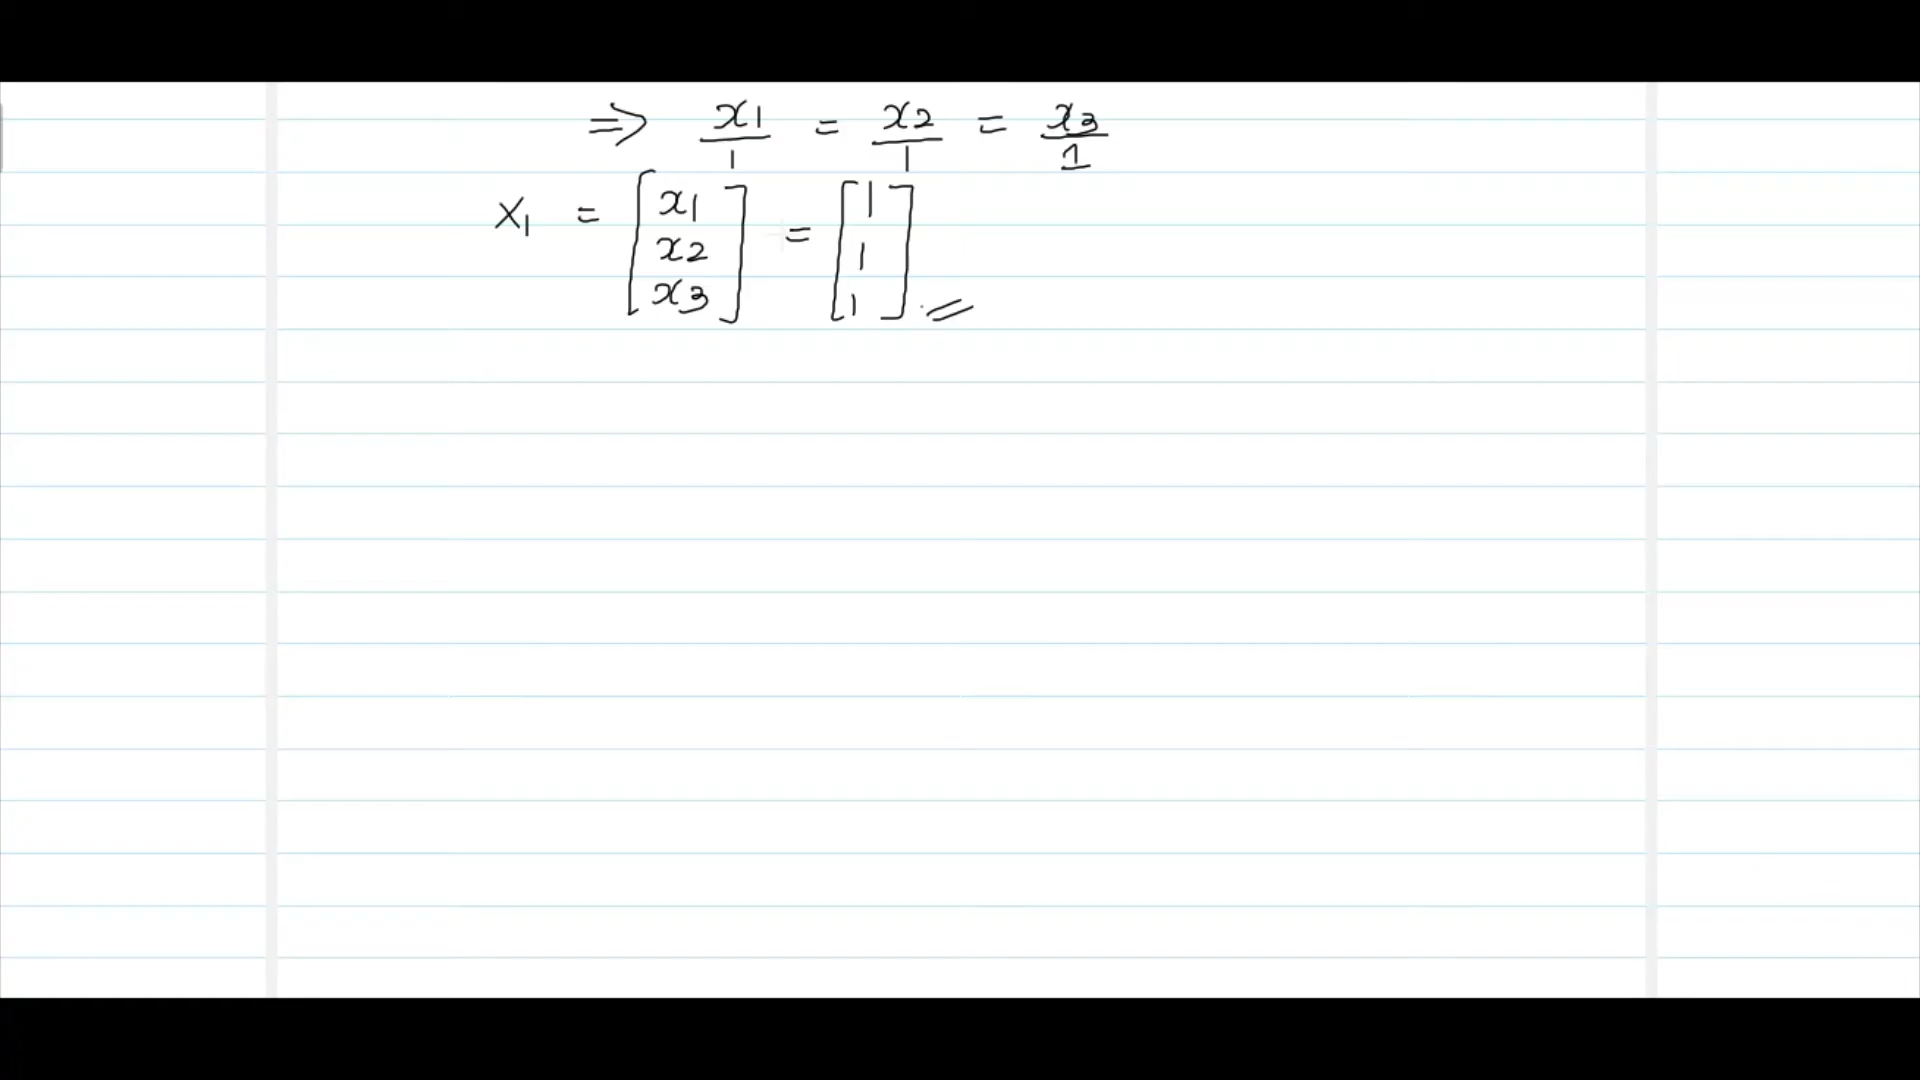 ⇒ x1/1 = x2/1 = x3/1
X1 = [x1 x2 x3] = [1 1 1]